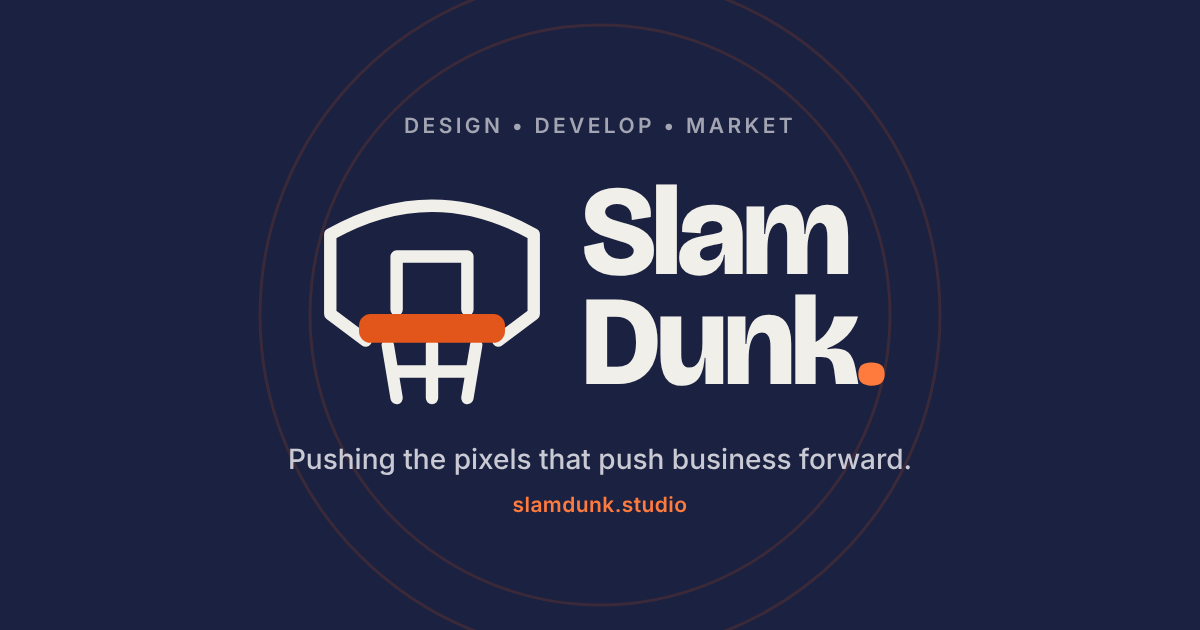 DESIGN • DEVELOP • MARKET
Slam
Dunk.
Pushing the pixels that push business forward.
slamdunk.studio